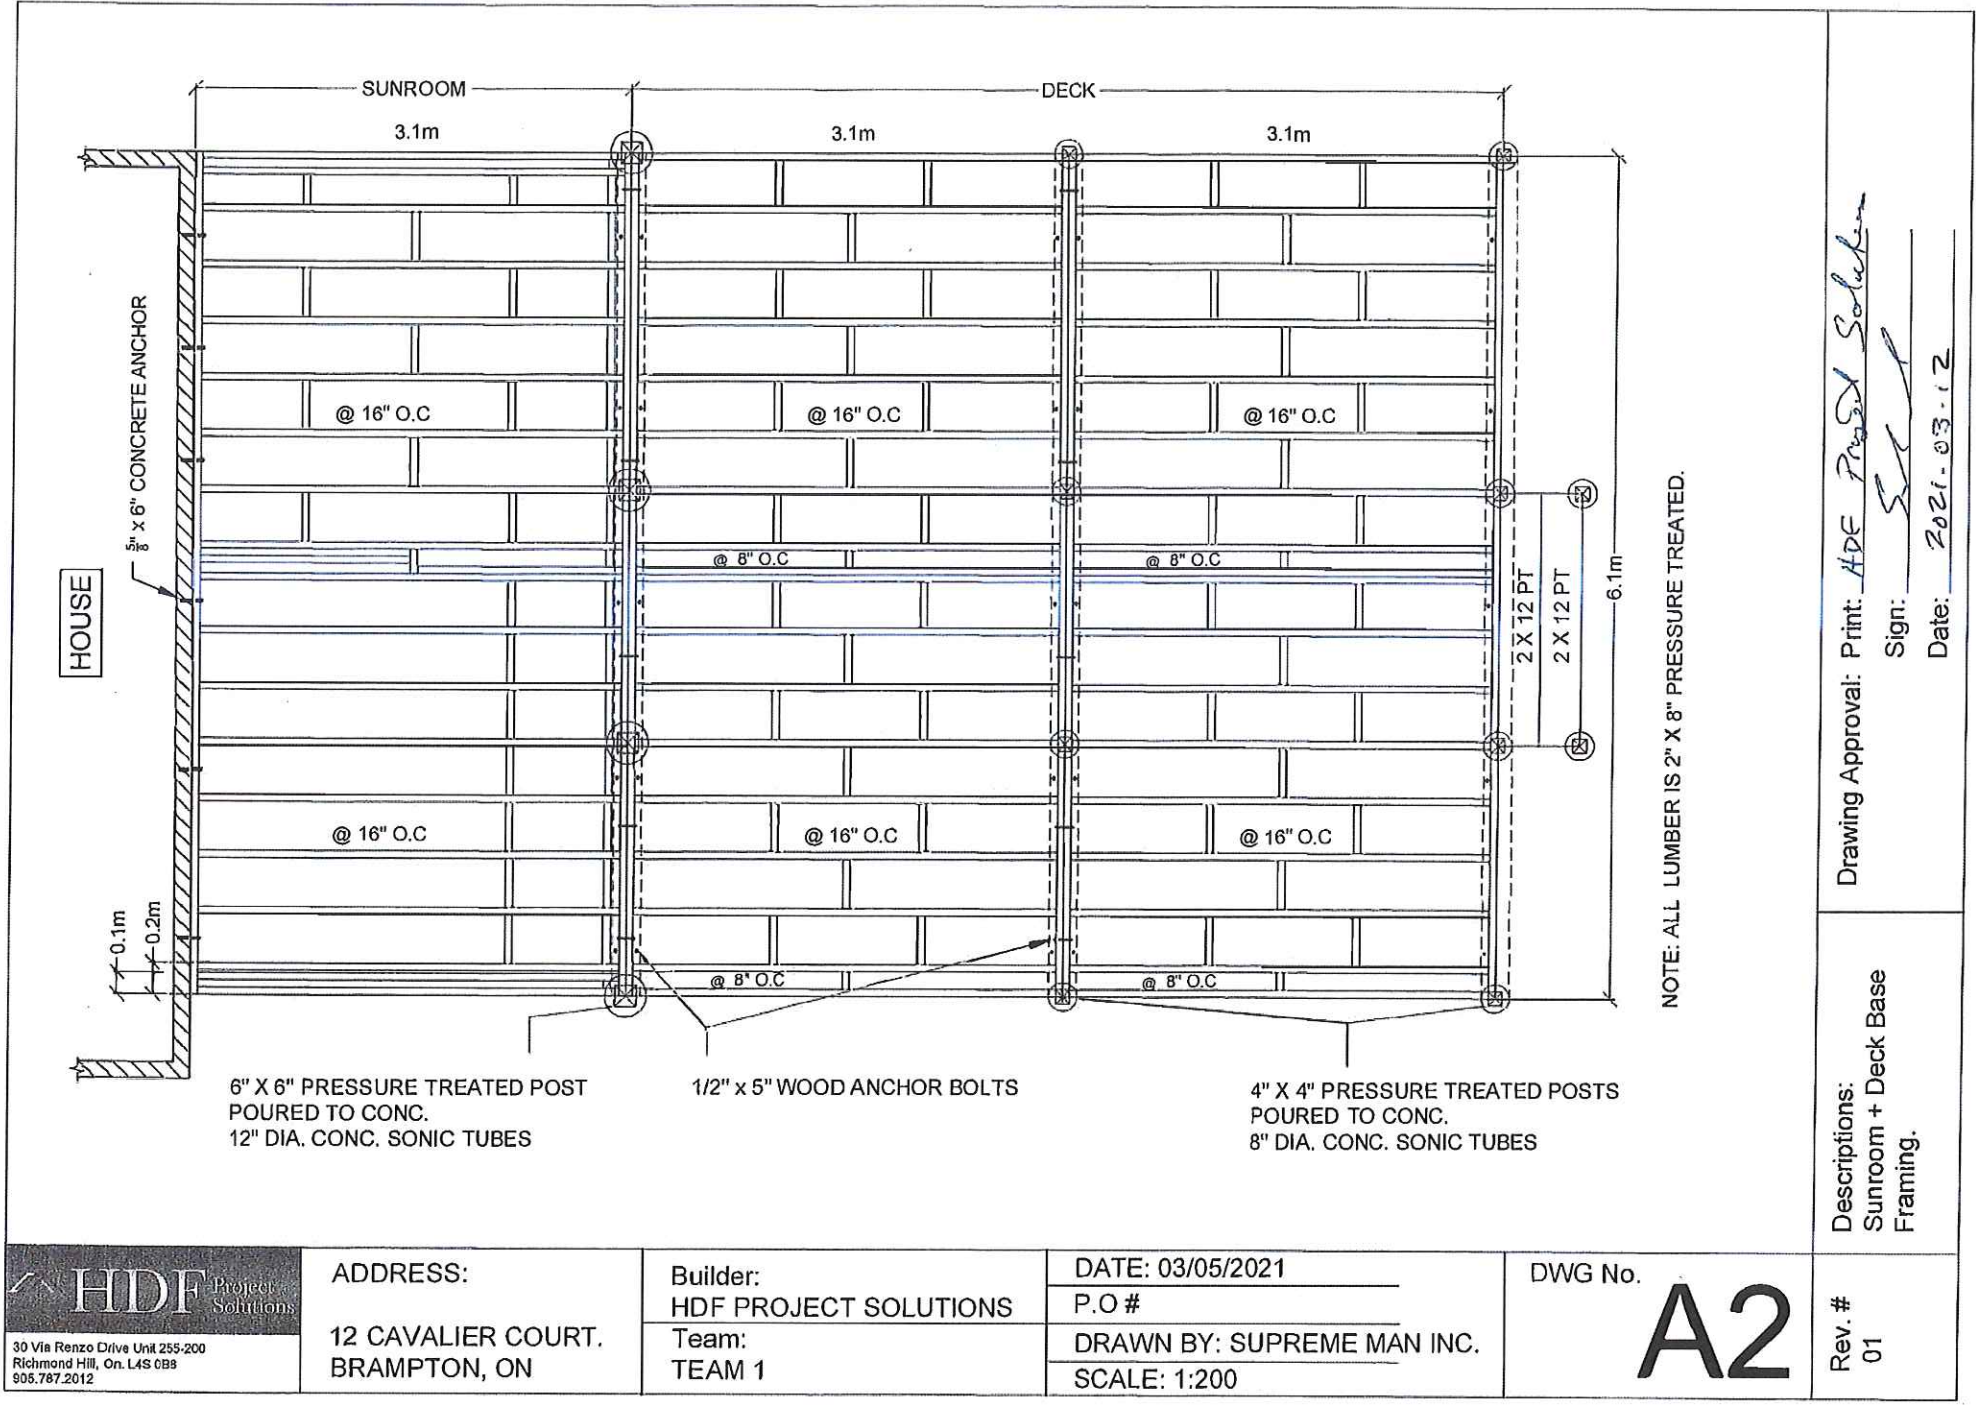 SUNROOM
DECK
3.1m
3.1m
3.1m
5/8" x 6" CONCRETE ANCHOR
HOUSE
@ 16" O.C
@ 16" O.C
@ 16" O.C
@ 8" O.C
@ 8" O.C
2 X 12 PT
2 X 12 PT
6.1m
NOTE: ALL LUMBER IS 2" X 8" PRESSURE TREATED.
@ 16" O.C
@ 16" O.C
@ 16" O.C
0.1m
0.2m
@ 8" O.C
@ 8" O.C
6" X 6" PRESSURE TREATED POST
POURED TO CONC.
12" DIA. CONC. SONIC TUBES
1/2" x 5" WOOD ANCHOR BOLTS
4" X 4" PRESSURE TREATED POSTS
POURED TO CONC.
8" DIA. CONC. SONIC TUBES
Drawing Approval: Print: HDF
Sign:
Date: 2021-03-12
Descriptions:
Sunroom + Deck Base
Framing.
Rev. #
01
HDF Project Solutions
30 Via Renzo Drive Unit 255-200
Richmond Hill, On. L4S 0B8
905.787.2012
ADDRESS:
12 CAVALIER COURT.
BRAMPTON, ON
Builder:
HDF PROJECT SOLUTIONS
Team:
TEAM 1
DATE: 03/05/2021
P.O #
DRAWN BY: SUPREME MAN INC.
SCALE: 1:200
DWG No.
A2